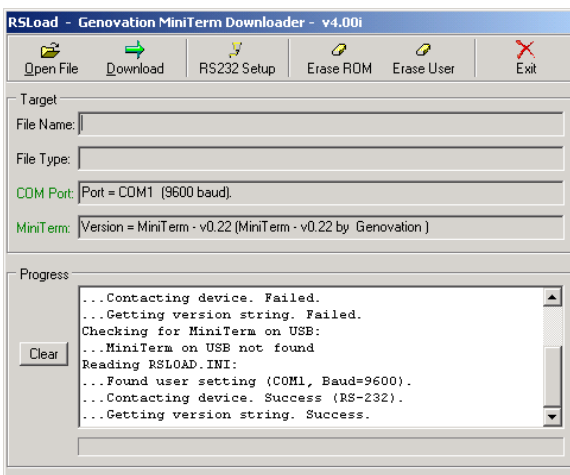 RSLoad - Genovation MiniTerm Downloader - v4.00i
Open File Download RS232 Setup Erase ROM Erase User Exit
Target
File Name:
File Type:
COM Port: Port = COM1 (9600 baud).
MiniTerm: Version = MiniTerm - v0.22 (MiniTerm - v0.22 by Genovation )
Progress
...Contacting device. Failed.
...Getting version string. Failed.
Checking for MiniTerm on USB:
...MiniTerm on USB not found
Clear
Reading RSLOAD.INI:
...Found user setting (COM1, Baud=9600).
...Contacting device. Success (RS-232).
...Getting version string. Success.